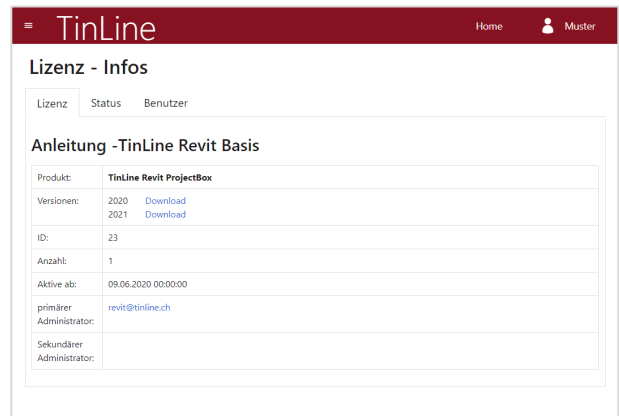 TinLine
Home
Muster
Lizenz - Infos
Lizenz
Status
Benutzer
Anleitung -TinLine Revit Basis
Produkt: TinLine Revit ProjectBox
Versionen: 2020 Download
2021 Download
ID: 23
Anzahl: 1
Aktive ab: 09.06.2020 00:00:00
primärer revit@tinline.ch
Administrator:
Sekundärer
Administrator: